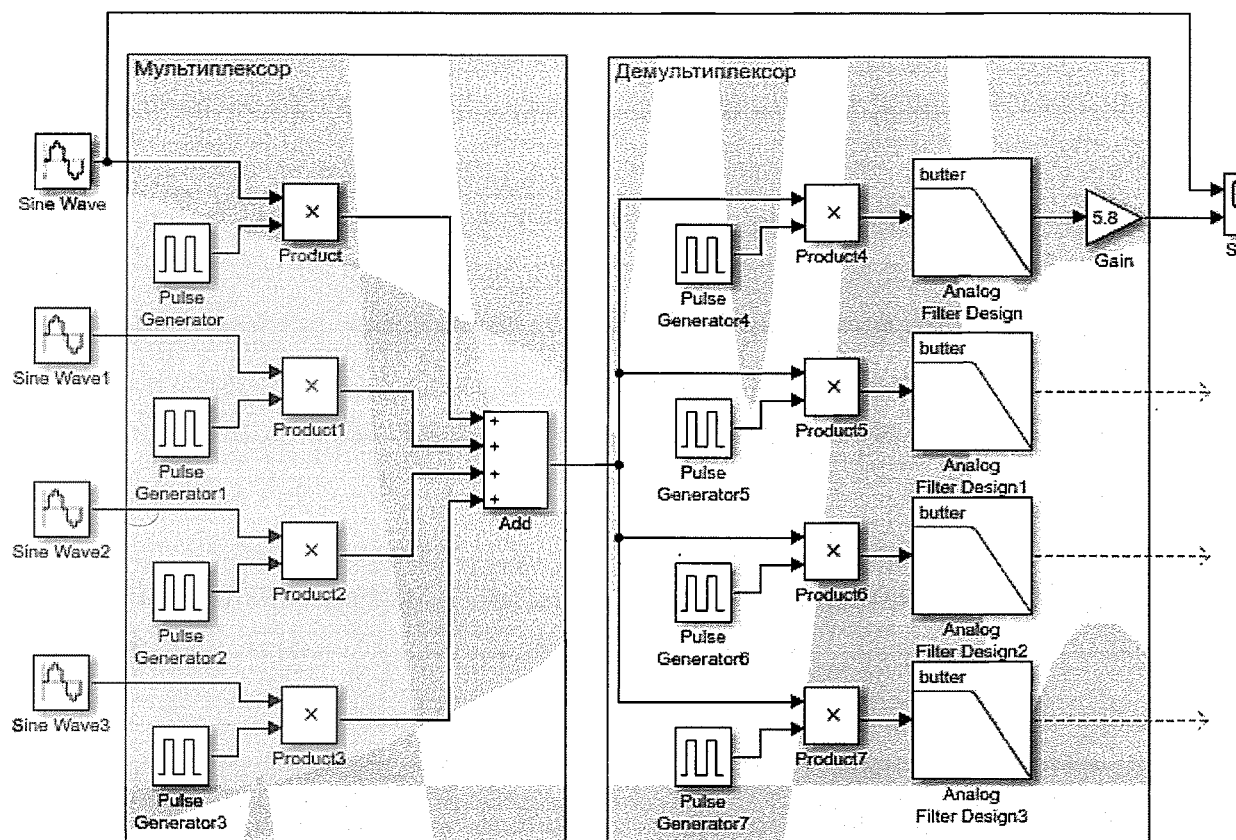 Мультиплексор
Демультиплексор
Sine Wave
Pulse
Generator
×
Product
Sine Wave1
Pulse
Generator1
×
Product1
Sine Wave2
Pulse
Generator2
×
Product2
Sine Wave3
Pulse
Generator3
×
Product3
+
+
+
+
Add
Pulse
Generator4
×
Product4
butter
Analog
Filter Design
5.8
Gain
S
Pulse
Generator5
×
Product5
butter
Analog
Filter Design1
Pulse
Generator6
×
Product6
butter
Analog
Filter Design2
Pulse
Generator7
×
Product7
butter
Analog
Filter Design3